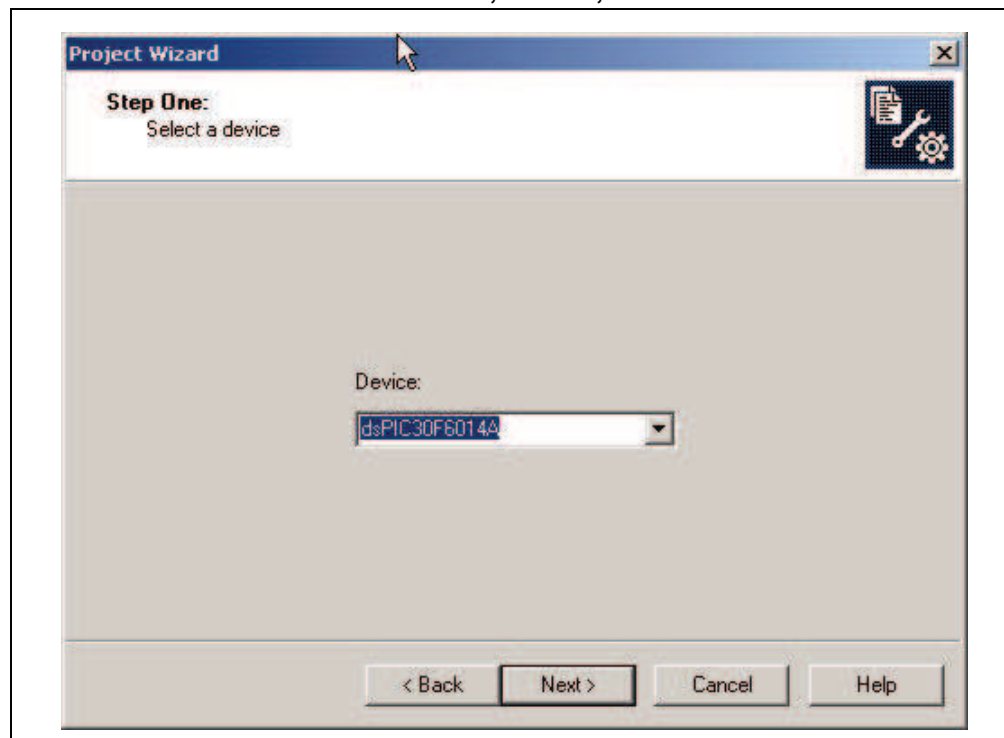 Project Wizard
Step One:
Select a device
Device:
dsPIC30F6014A
< Back Next > Cancel Help